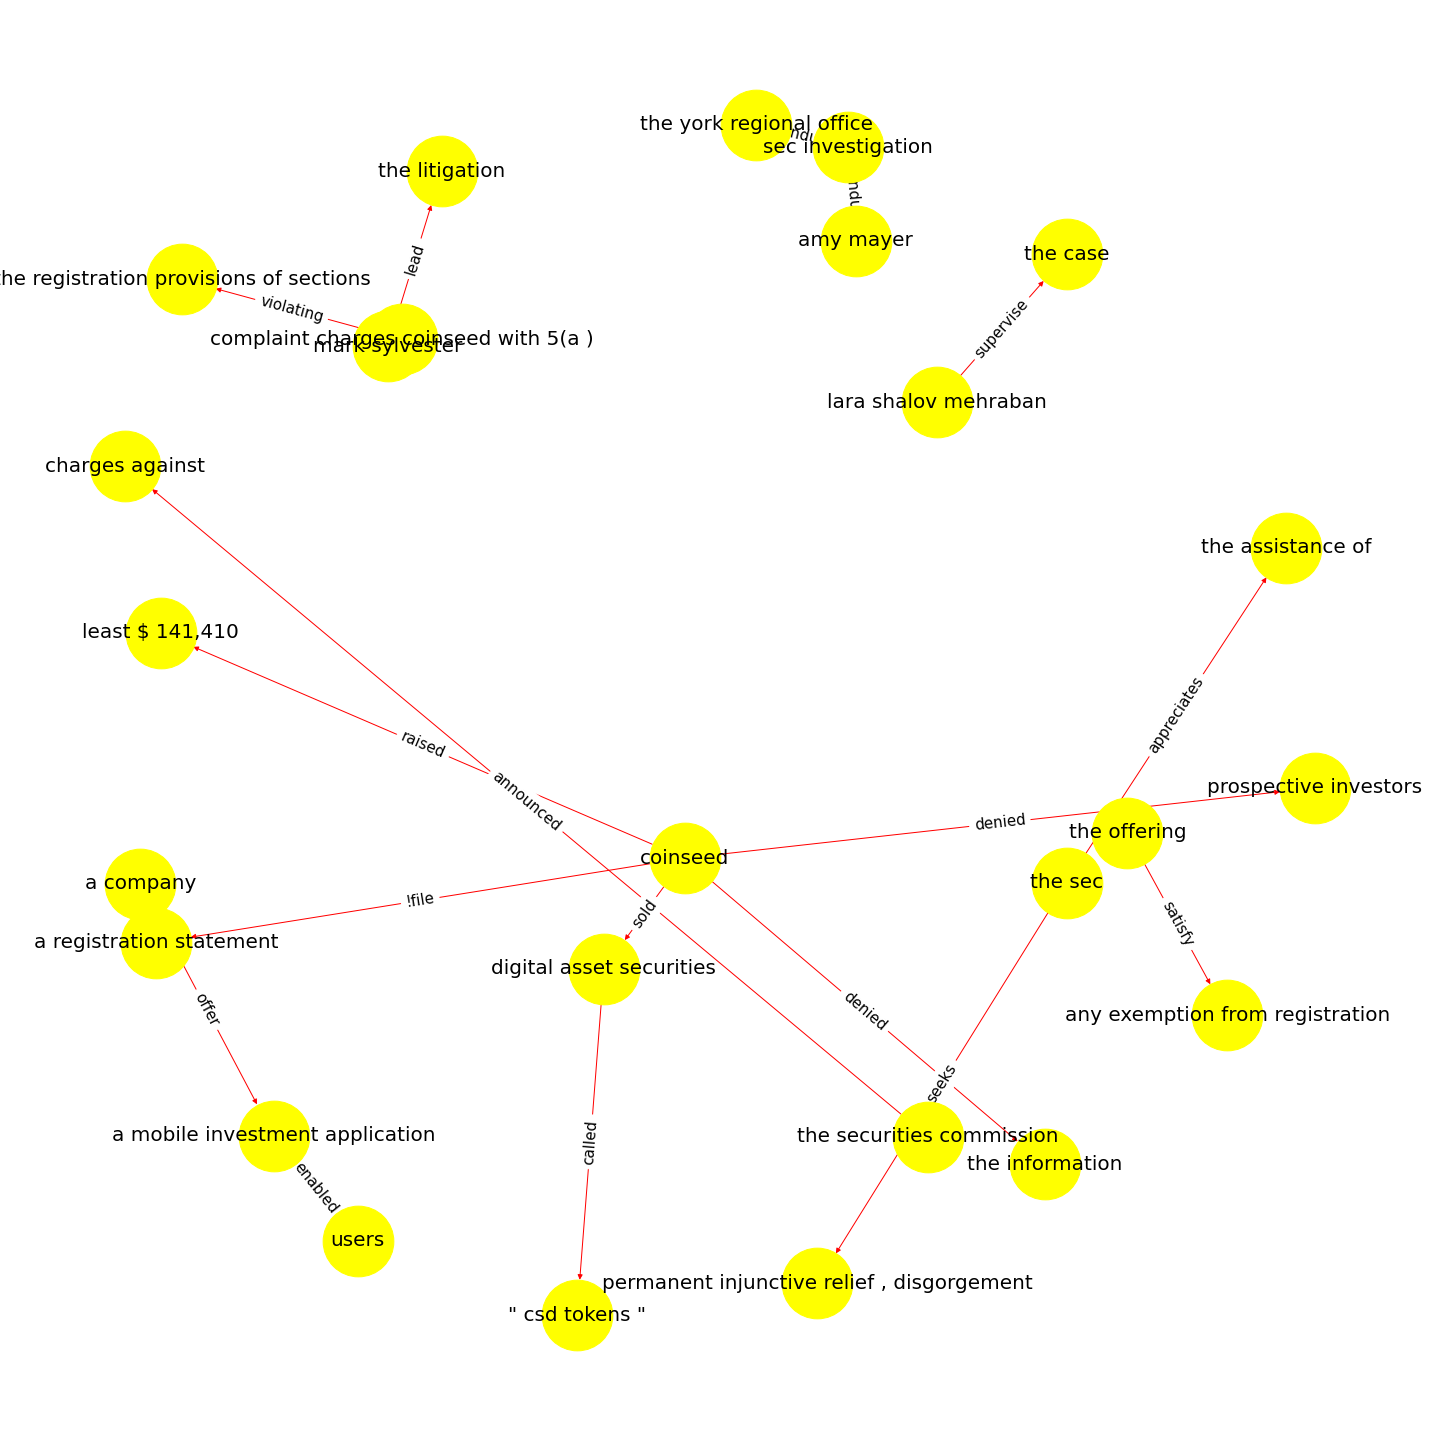 the york regional office
sec investigation
the litigation
amy mayer
the case
lead
the registration provisions of sections
violating
supervise
complaint charges coinseed with 5(a )
mark sylvester
lara shalov mehraban
charges against
the assistance of
least $ 141,410
appreciates
raised
announced
prospective investors
denied
the offering
coinseed
the sec
a company
!file
sold
satisfy
a registration statement
digital asset securities
offer
denied
any exemption from registration
seeks
a mobile investment application
called
the securities commission
the information
enabled
users
permanent injunctive relief , disgorgement
" csd tokens "